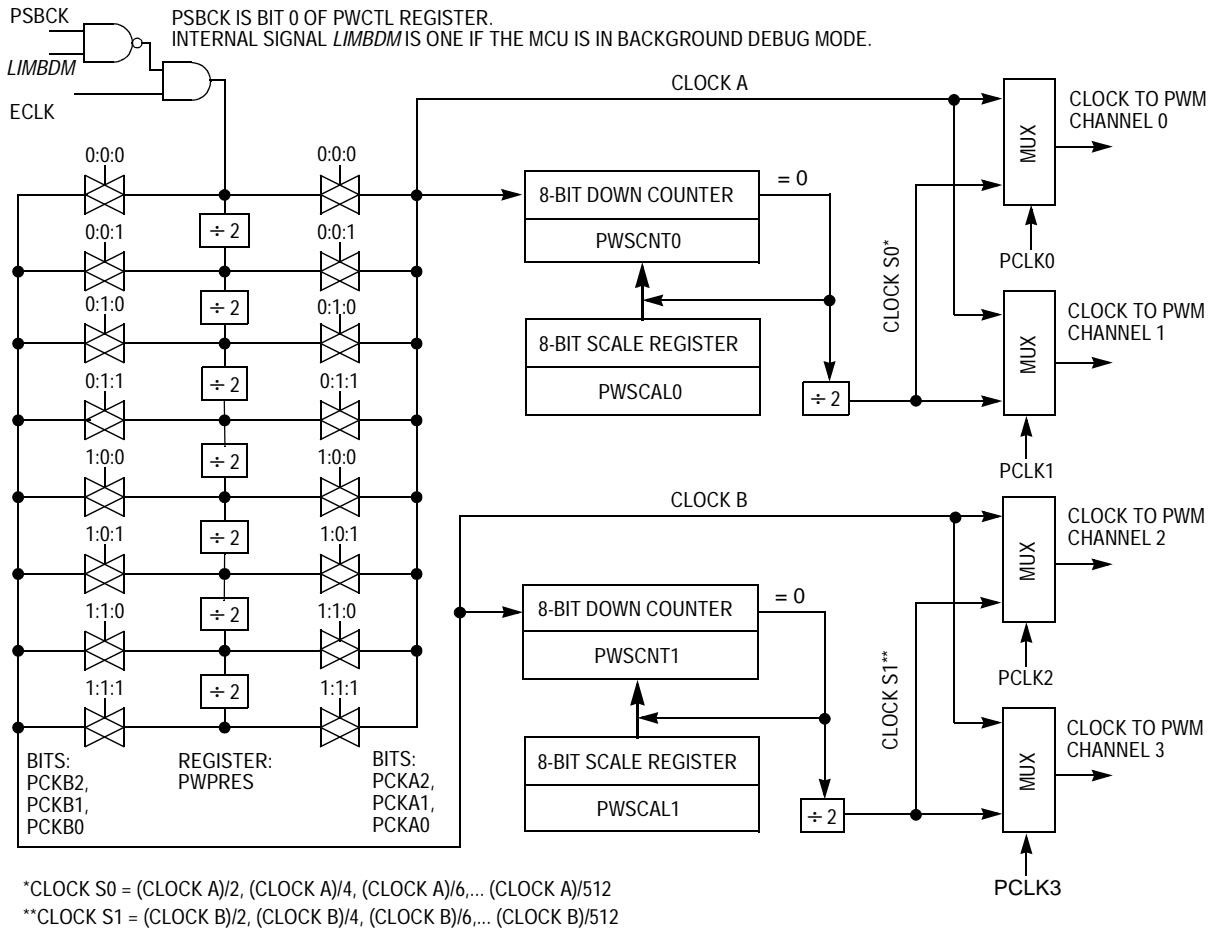 PSBCK
PSBCK IS BIT 0 OF PWCTL REGISTER.
INTERNAL SIGNAL LIMBDM IS ONE IF THE MCU IS IN BACKGROUND DEBUG MODE.
LIMBDM
ECLK
CLOCK A
CLOCK TO PWM
CHANNEL 0
MUX
PCLK0
0:0:0
0:0:0
÷ 2
0:0:1
0:0:1
÷ 2
0:1:0
0:1:0
÷ 2
0:1:1
0:1:1
÷ 2
1:0:0
1:0:0
÷ 2
1:0:1
1:0:1
÷ 2
1:1:0
1:1:0
÷ 2
1:1:1
1:1:1
BITS:
PCKB2,
PCKB1,
PCKB0
REGISTER:
PWPRES
BITS:
PCKA2,
PCKA1,
PCKA0
8-BIT DOWN COUNTER
= 0
PWSCNT0
8-BIT SCALE REGISTER
PWSCAL0
÷ 2
CLOCK S0*
CLOCK TO PWM
CHANNEL 1
MUX
PCLK1
CLOCK B
CLOCK TO PWM
CHANNEL 2
MUX
PCLK2
8-BIT DOWN COUNTER
= 0
PWSCNT1
8-BIT SCALE REGISTER
PWSCAL1
÷ 2
CLOCK S1**
CLOCK TO PWM
CHANNEL 3
MUX
PCLK3
*CLOCK S0 = (CLOCK A)/2, (CLOCK A)/4, (CLOCK A)/6,... (CLOCK A)/512
**CLOCK S1 = (CLOCK B)/2, (CLOCK B)/4, (CLOCK B)/6,... (CLOCK B)/512